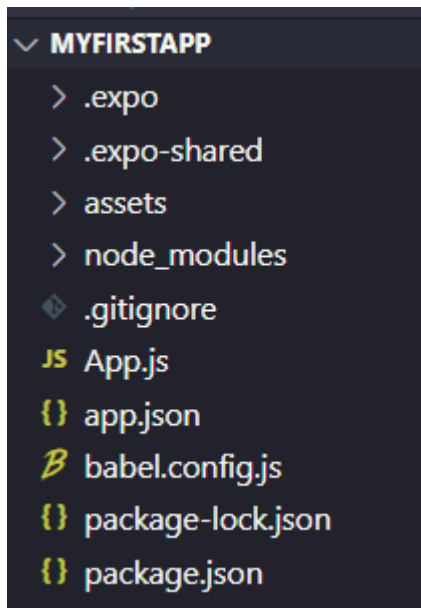 MYFIRSTAPP
.expo
.expo-shared
assets
node_modules
.gitignore
JS App.js
{} app.json
B babel.config.js
{} package-lock.json
{} package.json